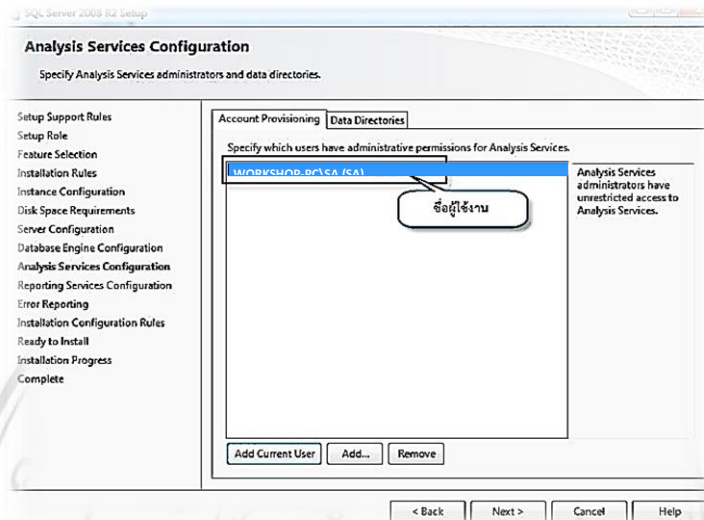 SQL Server 2008 R2 Setup
Analysis Services Configuration
Specify Analysis Services administrators and data directories.
Setup Support Rules
Setup Role
Feature Selection
Installation Rules
Instance Configuration
Disk Space Requirements
Server Configuration
Database Engine Configuration
Analysis Services Configuration
Reporting Services Configuration
Error Reporting
Installation Configuration Rules
Ready to Install
Installation Progress
Complete
Account Provisioning Data Directories
Specify which users have administrative permissions for Analysis Services.
WORKSHOP-PC\SA (SA)
ชื่อผู้ใช้งาน
Analysis Services
administrators have
unrestricted access to
Analysis Services.
Add Current User Add... Remove
< Back Next > Cancel Help